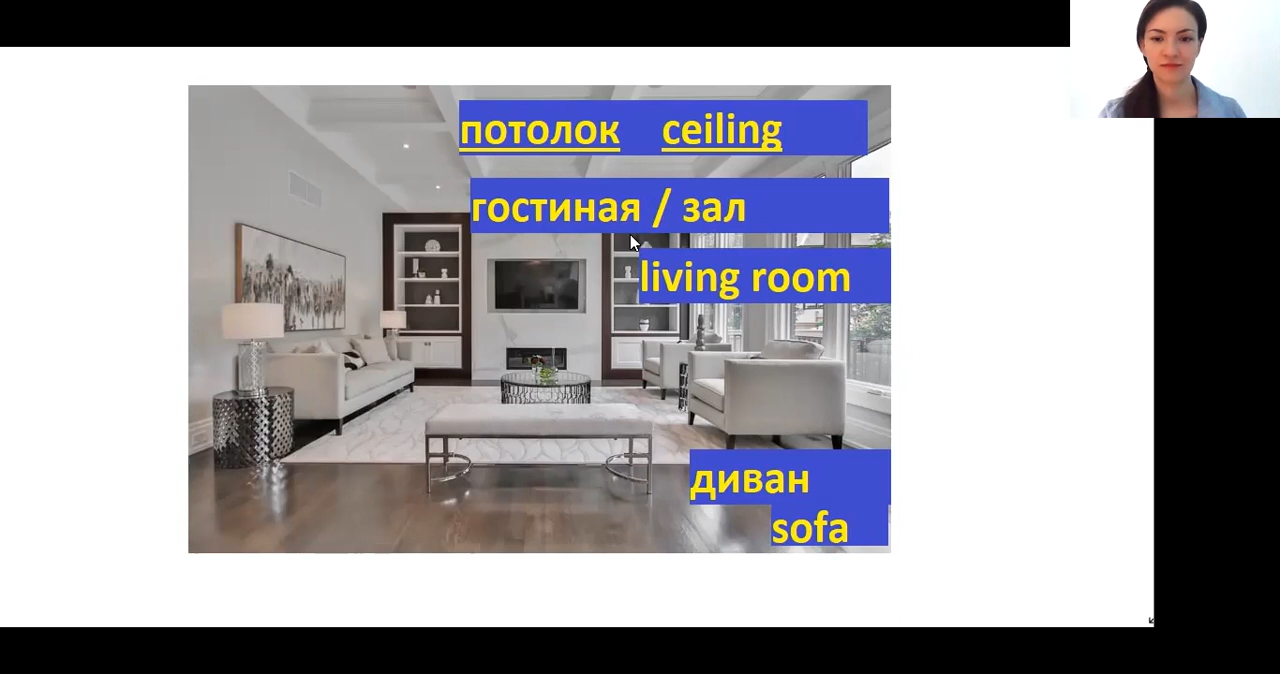 потолок ceiling
гостиная / зал
living room
диван
sofa